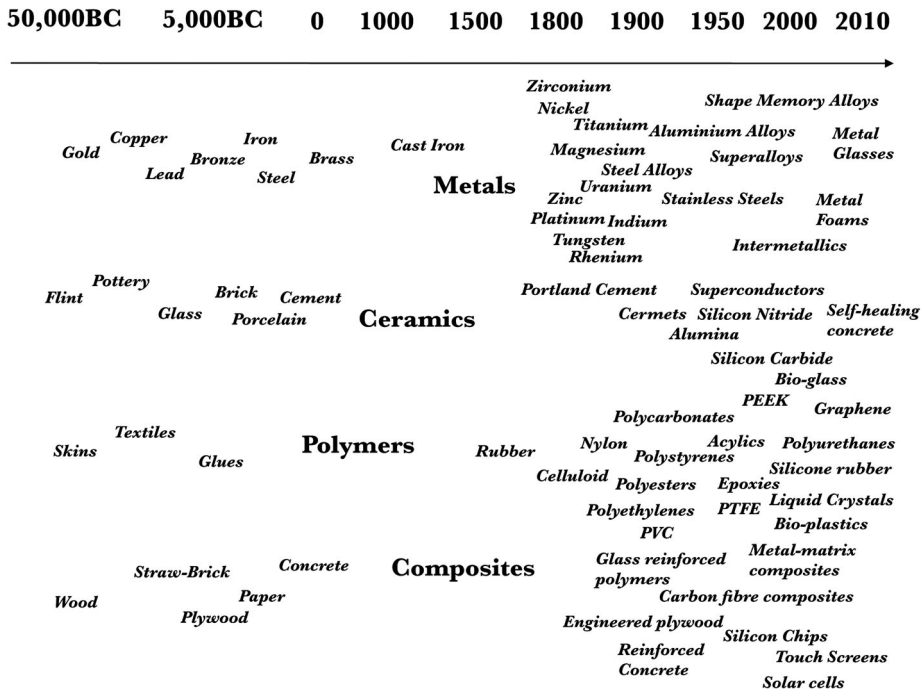 50,000BC 5,000BC 0 1000 1500 1800 1900 1950 2000 2010
Zirconium
Nickel
Shape Memory Alloys
Titanium
Aluminium Alloys
Metal
Glasses
Gold
Copper
Lead
Bronze
Iron
Steel
Brass
Cast Iron
Metals
Magnesium
Superalloys
Steel Alloys
Uranium
Zinc
Stainless Steels
Metal
Foams
Platinum
Indium
Tungsten
Rhenium
Intermetallics
Flint
Pottery
Glass
Brick
Porcelain
Cement
Ceramics
Portland Cement
Superconductors
Cermets
Silicon Nitride
Self-healing
concrete
Alumina
Silicon Carbide
Bio-glass
PEEK
Graphene
Polycarbonates
Skins
Textiles
Glues
Polymers
Rubber
Nylon
Acylics
Polyurethanes
Polystyrenes
Silicone rubber
Celluloid
Polyesters
Epoxies
Liquid Crystals
Polyethylenes
PTFE
Bio-plastics
PVC
Wood
Straw-Brick
Plywood
Paper
Concrete
Composites
Glass reinforced
polymers
Metal-matrix
composites
Carbon fibre composites
Engineered plywood
Silicon Chips
Reinforced
Concrete
Touch Screens
Solar cells